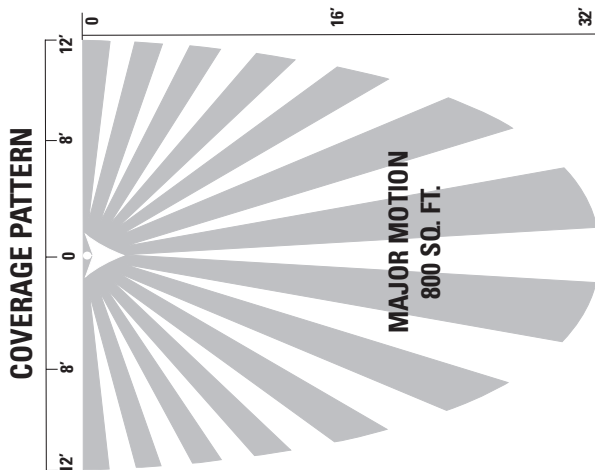 COVERAGE PATTERN
12' 8' 0 8' 12'
0
16'
32'
MAJOR MOTION
800 SQ. FT.